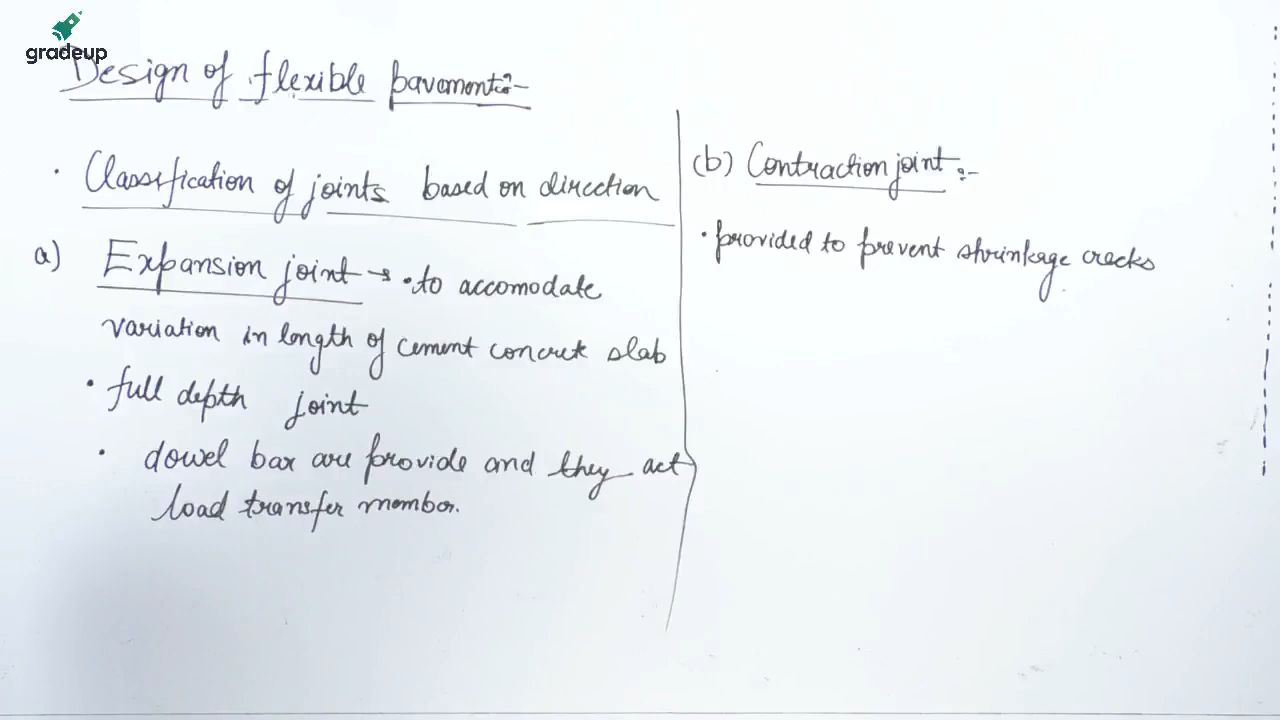 gradeup
Design of flexible pavements:-
• Classification of joints based on direction
a) Expansion joint → • to accomodate
variation in length of cement concrete slab
• full depth joint
• dowel bar are provide and they act
load transfer member.
(b) Contraction joint :-
• provided to prevent shrinkage cracks